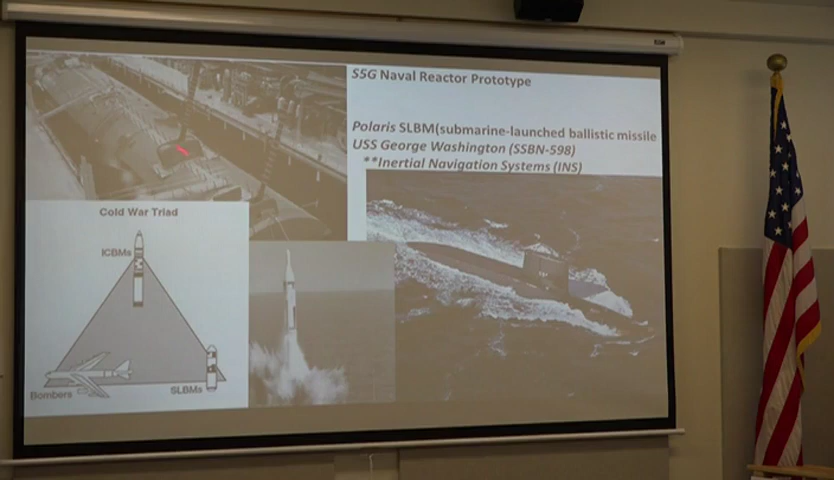 S5G Naval Reactor Prototype
Polaris SLBM(submarine-launched ballistic missile
USS George Washington (SSBN-598)
**Inertial Navigation Systems (INS)
Cold War Triad
ICBMs
Bombers
SLBMs